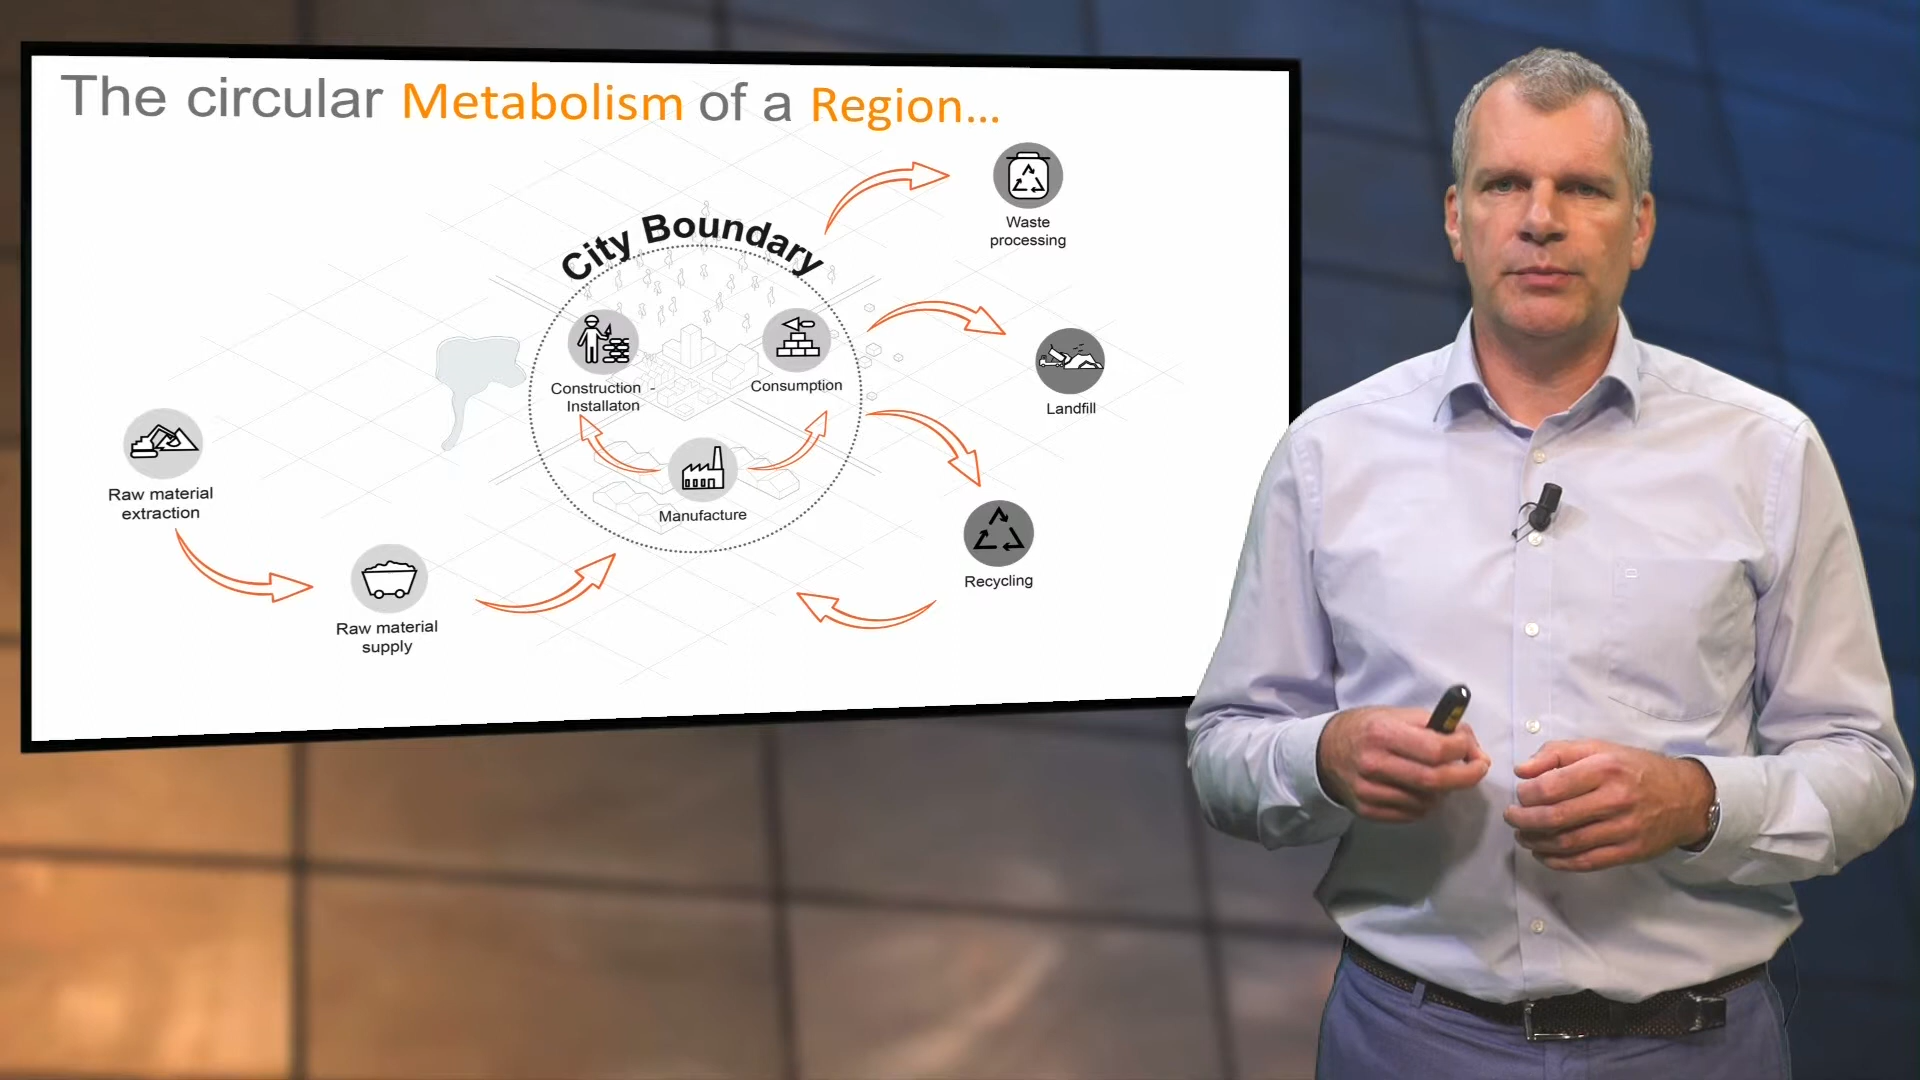 The circular Metabolism of a Region...
City Boundary
Waste
processing
Construction -
Installaton
Consumption
Landfill
Raw material
extraction
Manufacture
Recycling
Raw material
supply